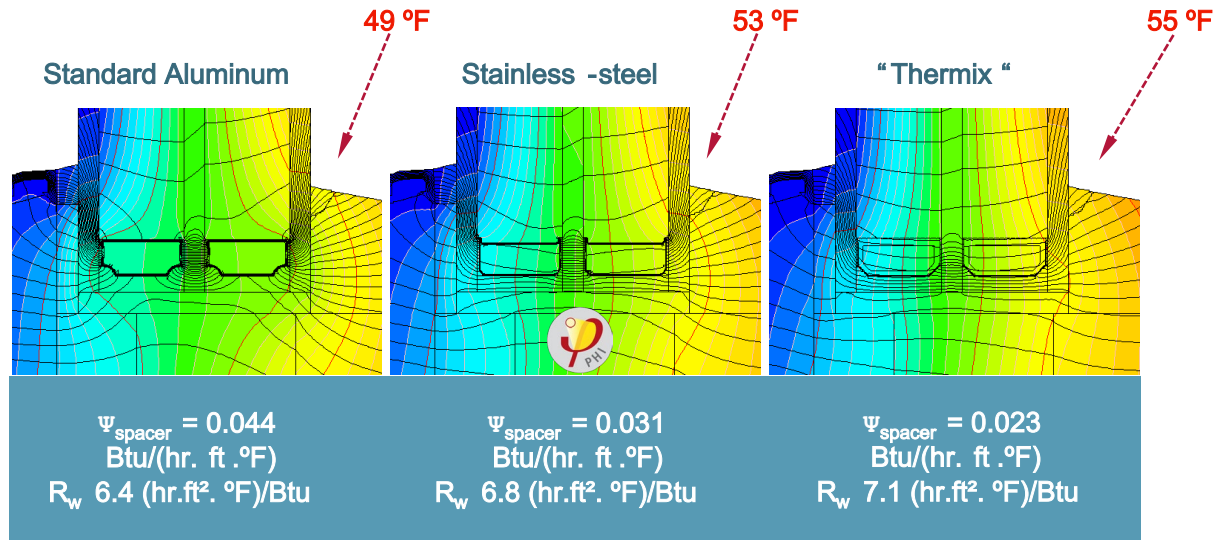 49 ºF
53 ºF
55 ºF
Standard Aluminum
Stainless -steel
“ Thermix “
PHI
Ψspacer = 0.044
Btu/(hr. ft .ºF)
Rw 6.4 (hr.ft². ºF)/Btu
Ψspacer = 0.031
Btu/(hr. ft .ºF)
Rw 6.8 (hr.ft². ºF)/Btu
Ψspacer = 0.023
Btu/(hr. ft .ºF)
Rw 7.1 (hr.ft². ºF)/Btu